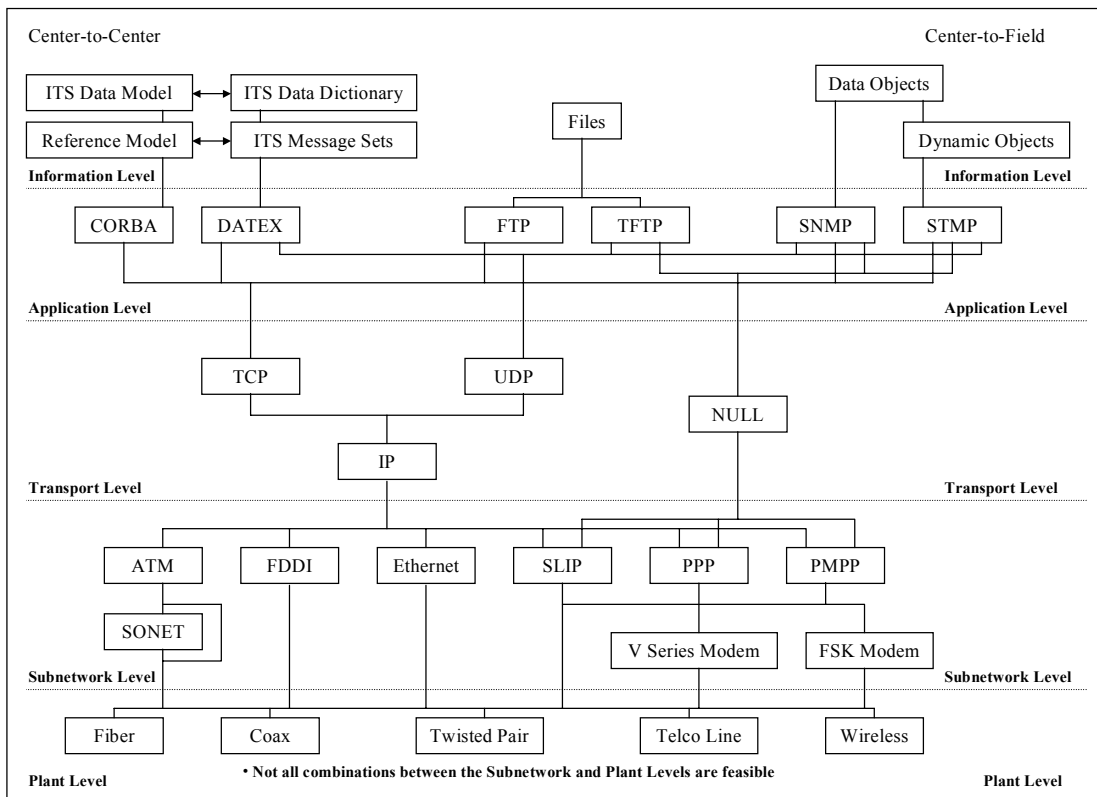 Center-to-Center
Center-to-Field
ITS Data Model
ITS Data Dictionary
Data Objects
Files
Reference Model
ITS Message Sets
Dynamic Objects
Information Level
Information Level
CORBA
DATEX
FTP
TFTP
SNMP
STMP
Application Level
Application Level
TCP
UDP
NULL
IP
Transport Level
Transport Level
ATM
FDDI
Ethernet
SLIP
PPP
PMPP
SONET
V Series Modem
FSK Modem
Subnetwork Level
Subnetwork Level
Fiber
Coax
Twisted Pair
Telco Line
Wireless
• Not all combinations between the Subnetwork and Plant Levels are feasible
Plant Level
Plant Level